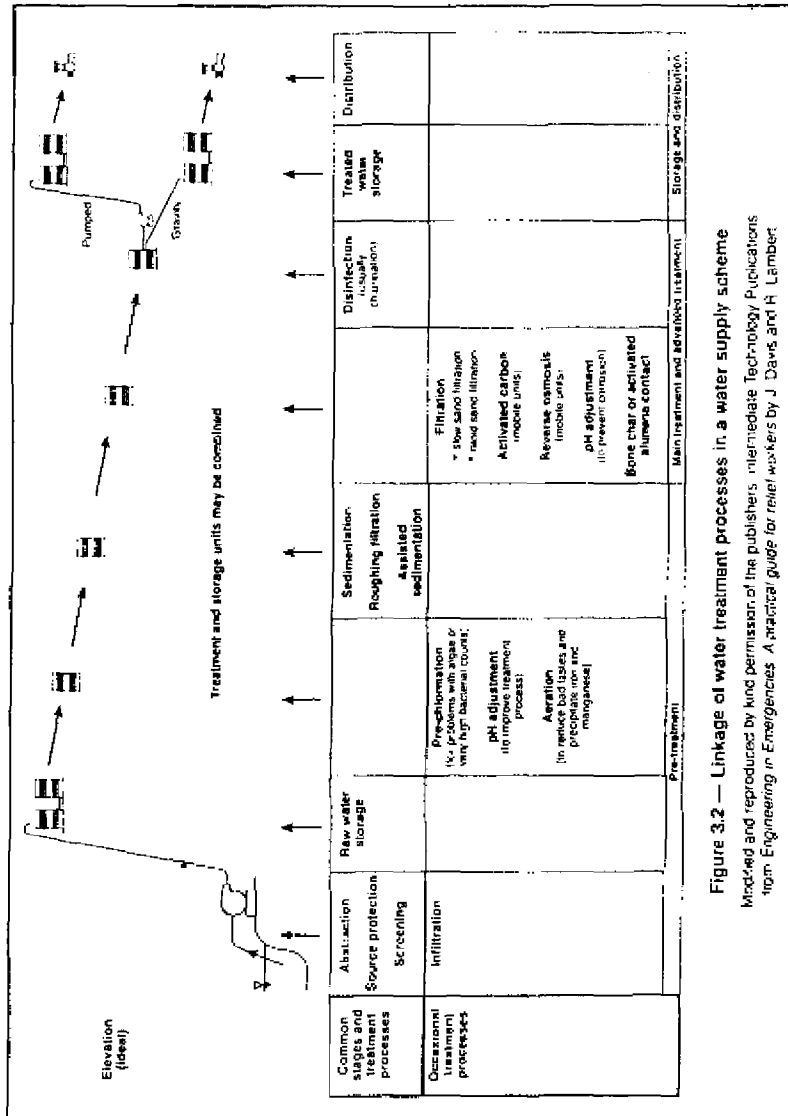 Elevation
(ideal)
Pumped
Gravity
Treatment and storage units may be combined
Common
stages and
treatment
processes
Abstraction
Source protection
Screening
Raw water
storage
Sedimentation
Roughing filtration
Assisted
sedimentation
Disinfection
(usually
chlorination)
Treated
water
storage
Distribution
Occasional
treatment
processes
Infiltration
Pre-chlorination
(for problems with algae or
very high bacterial counts)
pH adjustment
(to improve treatment
process)
Aeration
(to reduce bad tastes and
precipitate iron and
manganese)
Filtration
* slow sand filtration
* rapid sand filtration
Activated carbon
(mobile units)
Reverse osmosis
(mobile units)
pH adjustment
(to prevent corrosion)
Bone char or activated
alumina contact
Pre-treatment
Main treatment and advanced treatment
Storage and distribution
Figure 3.2 — Linkage of water treatment processes in a water supply scheme
Modified and reproduced by kind permission of the publishers, Intermediate Technology Publications
from Engineering in Emergencies. A practical guide for relief workers by J. Davis and R. Lambert